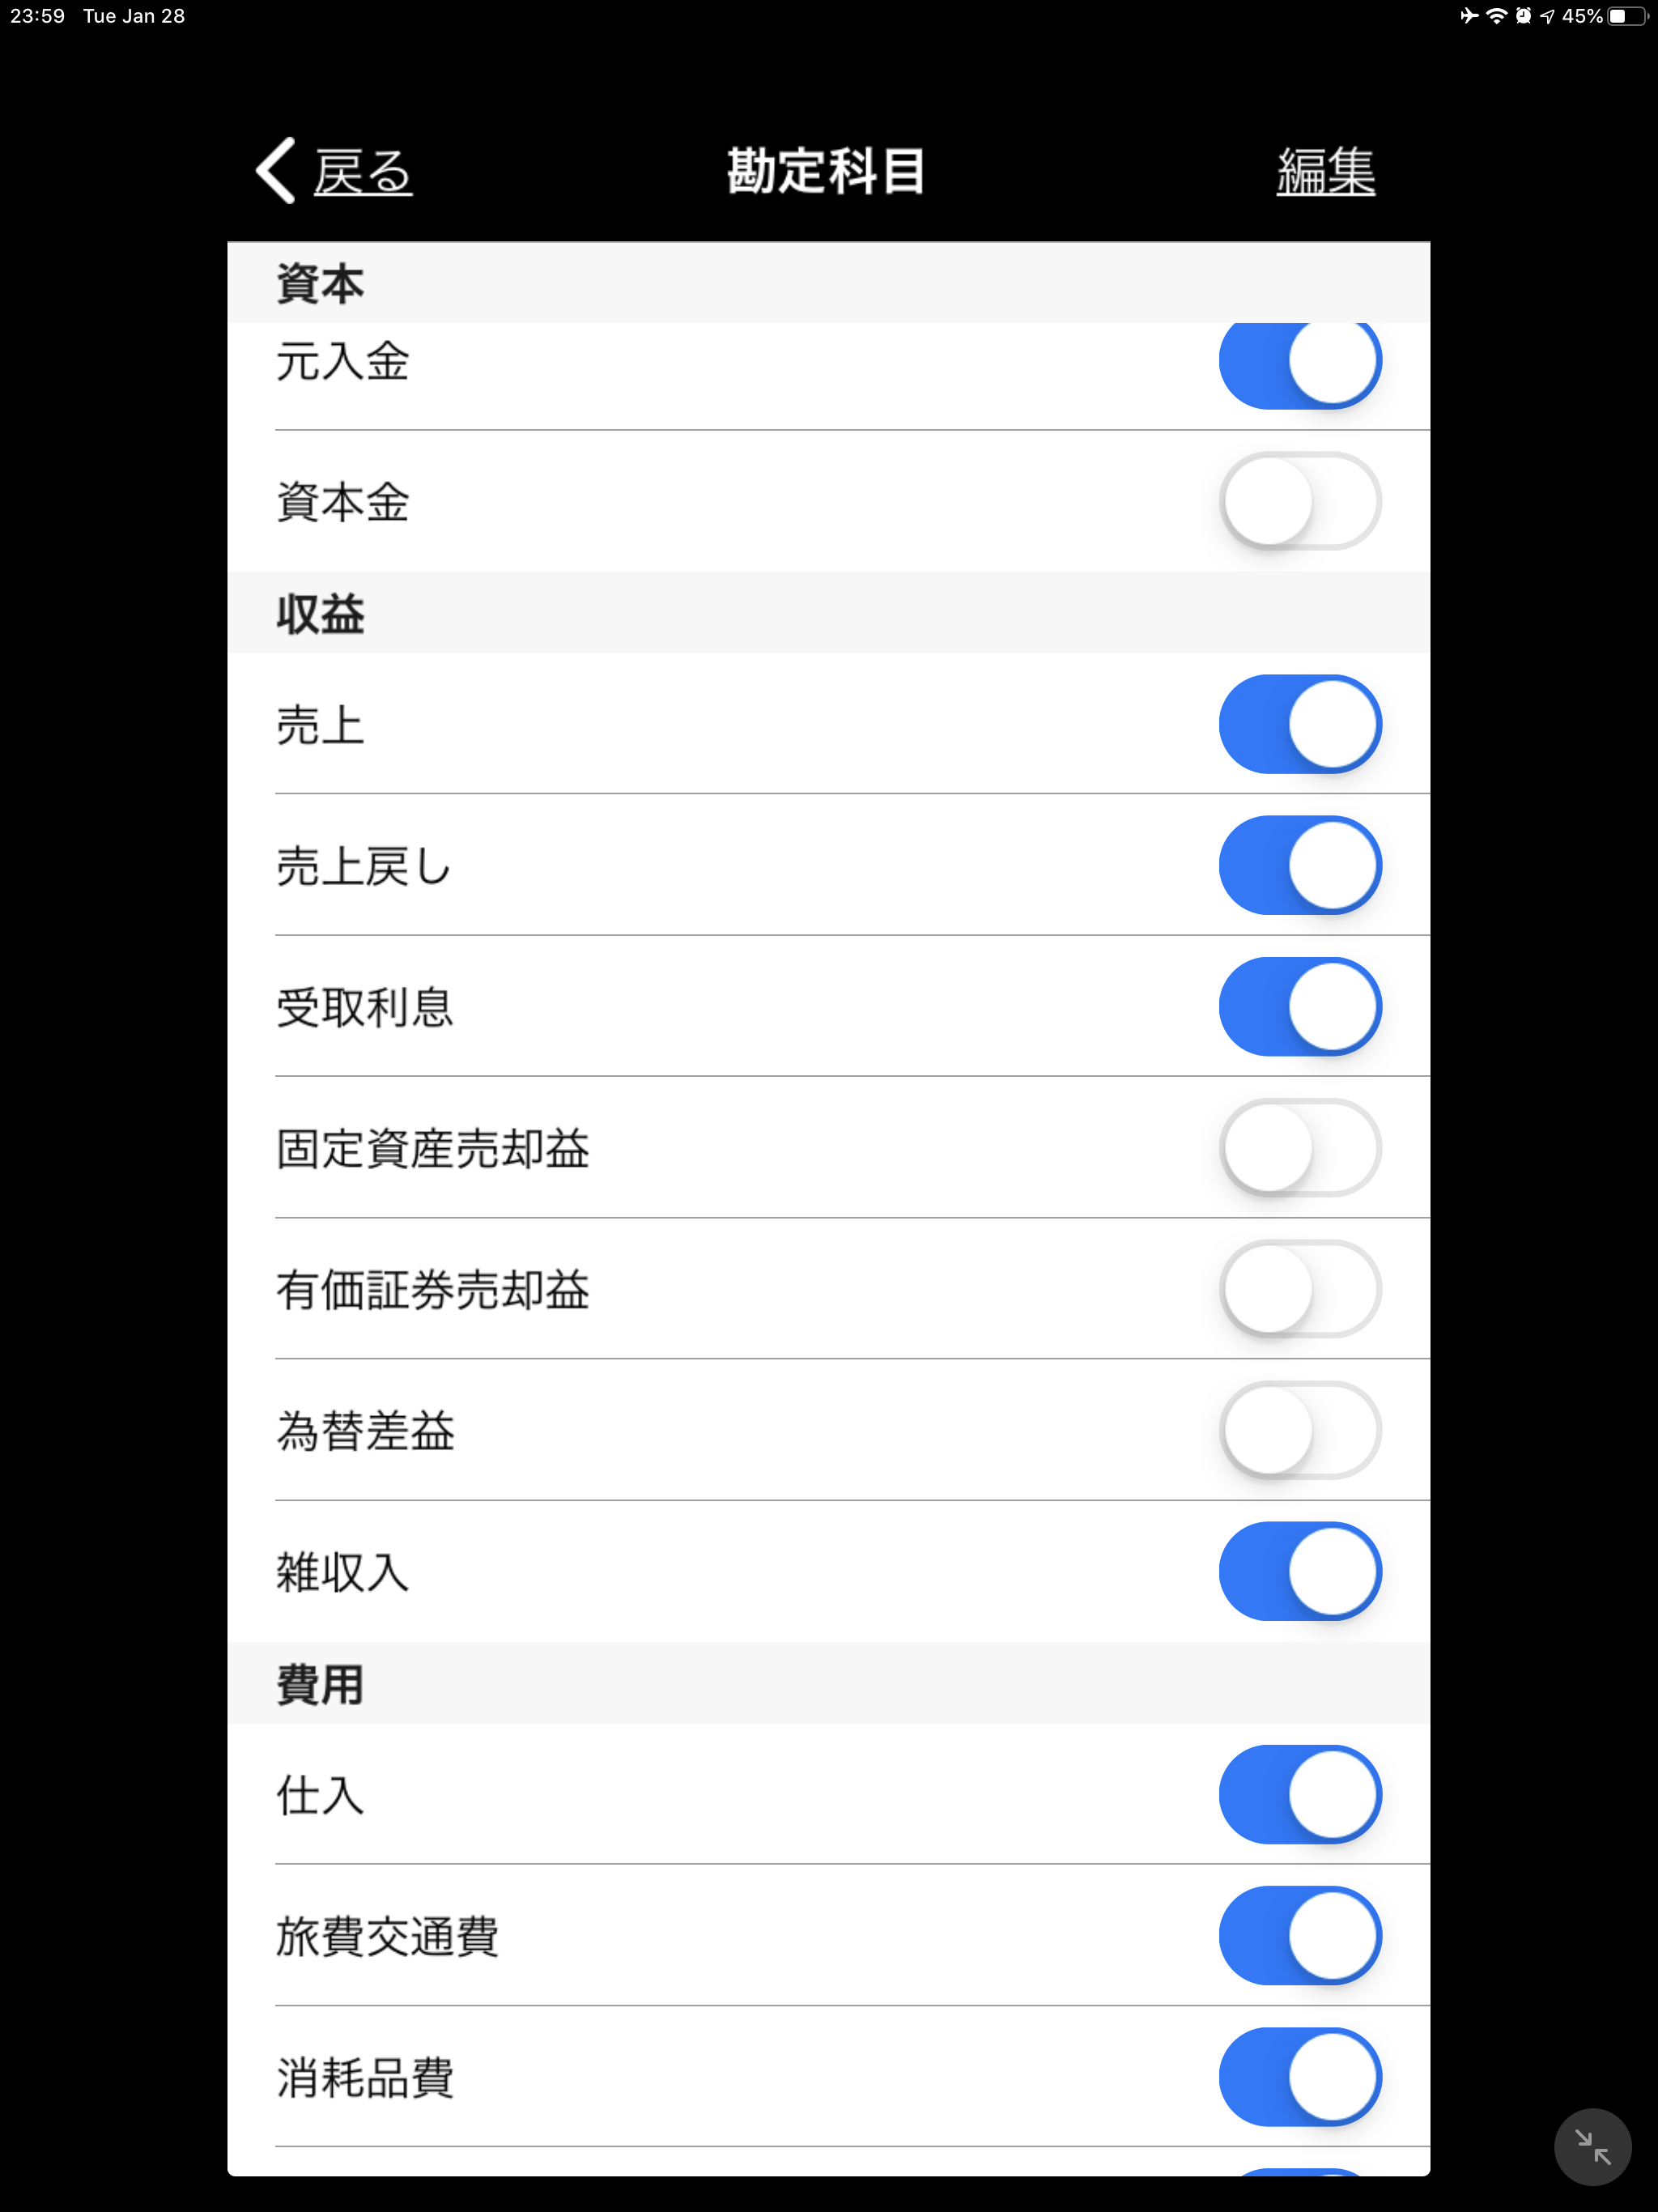 23:59 Tue Jan 28 45%
戻る 勘定科目 編集
資本
元入金
資本金
収益
売上
売上戻し
受取利息
固定資産売却益
有価証券売却益
為替差益
雑収入
費用
仕入
旅費交通費
消耗品費